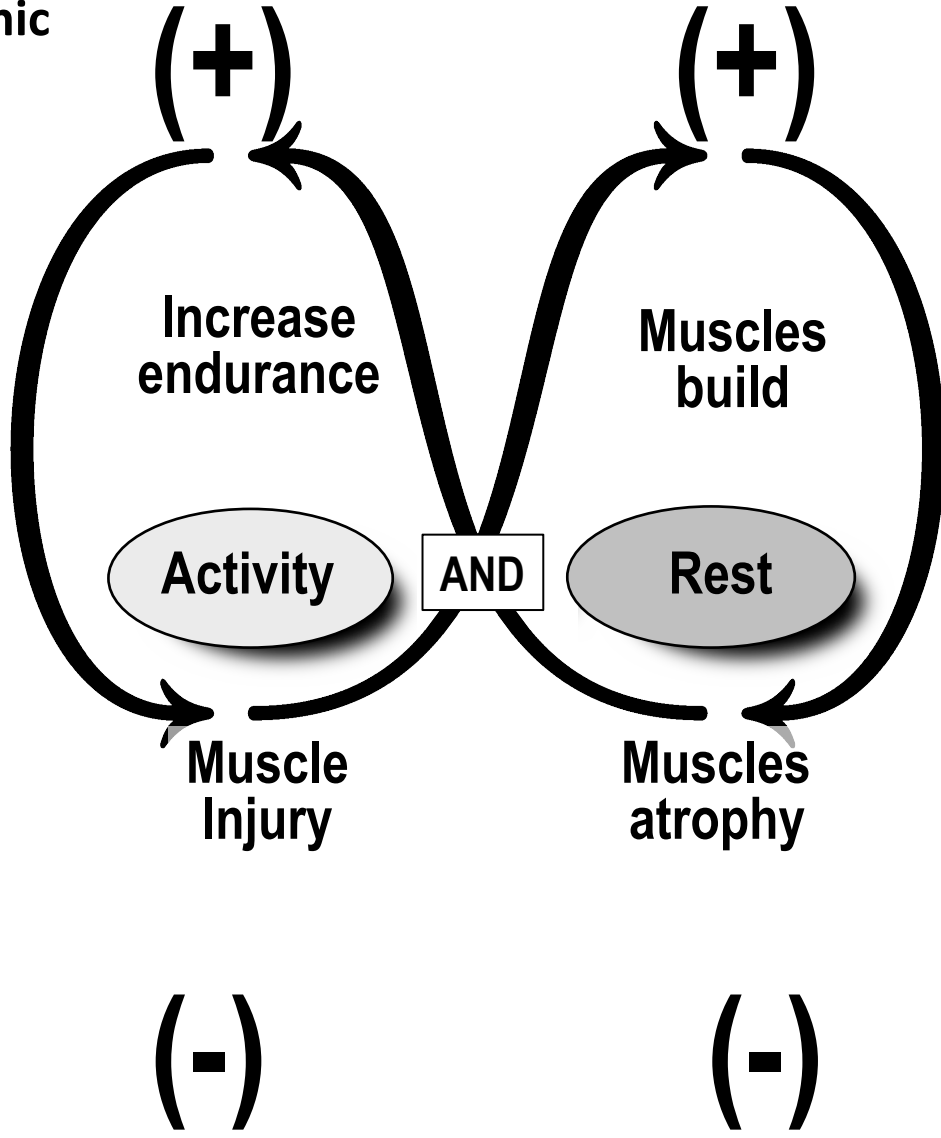 nic
(+) (+)
Increase
endurance
Muscles
build
Activity
AND
Rest
Muscle
Injury
Muscles
atrophy
(-) (-)